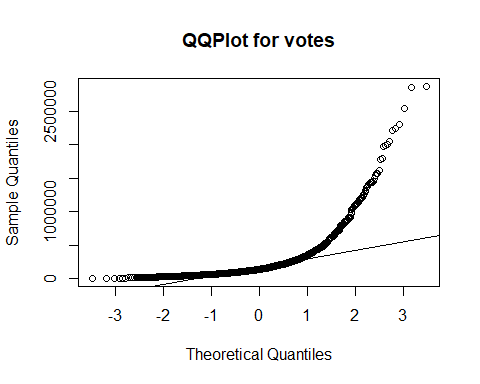 QQPlot for votes
Sample Quantiles
2500000
1000000
0
-3 -2 -1 0 1 2 3
Theoretical Quantiles